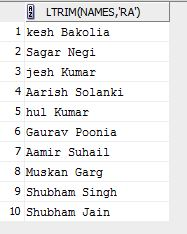 LTRIM(NAMES,'RA')
1 kesh Bakolia
2 Sagar Negi
3 jesh Kumar
4 Aarish Solanki
5 hul Kumar
6 Gaurav Poonia
7 Aamir Suhail
8 Muskan Garg
9 Shubham Singh
10 Shubham Jain